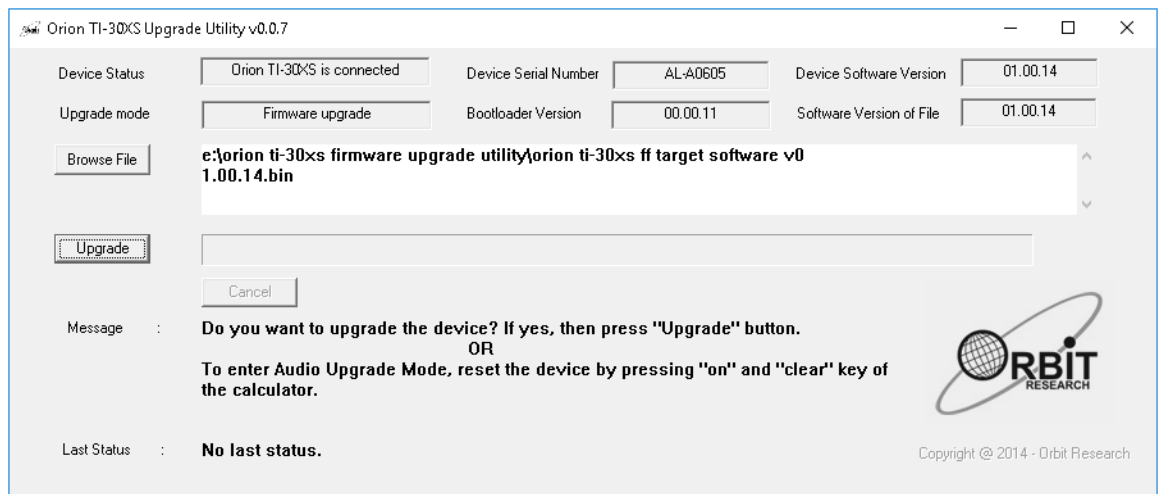 Orion TI-30XS Upgrade Utility v0.0.7
Device Status Orion TI-30XS is connected Device Serial Number AL-A0605 Device Software Version 01.00.14
Upgrade mode Firmware upgrade Bootloader Version 00.00.11 Software Version of File 01.00.14
Browse File e:\orion ti-30xs firmware upgrade utility\orion ti-30xs ff target software v0
1.00.14.bin
Upgrade
Cancel
Message : Do you want to upgrade the device? If yes, then press "Upgrade" button.
OR
To enter Audio Upgrade Mode, reset the device by pressing "on" and "clear" key of
the calculator.
ORBIT
RESEARCH
Last Status : No last status.
Copyright @ 2014 - Orbit Research